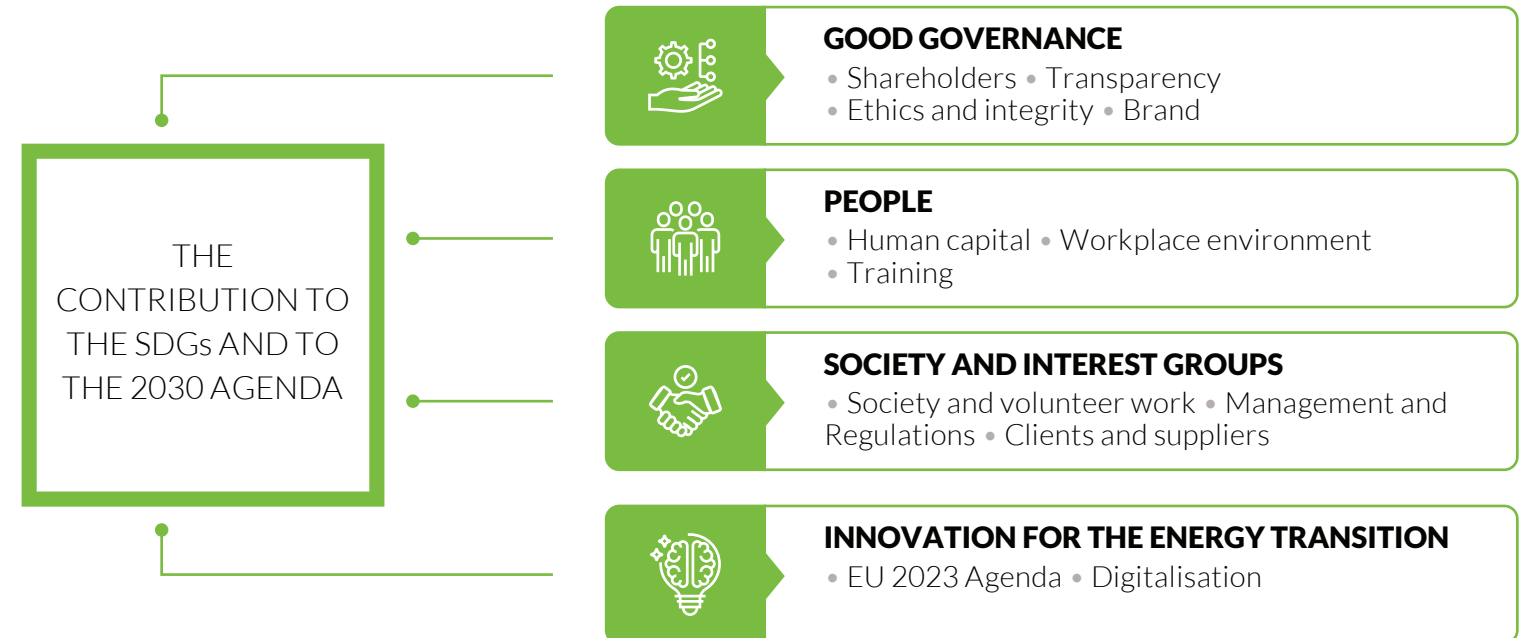 THE
CONTRIBUTION TO
THE SDGs AND TO
THE 2030 AGENDA
GOOD GOVERNANCE
• Shareholders • Transparency
• Ethics and integrity • Brand
PEOPLE
• Human capital • Workplace environment
• Training
SOCIETY AND INTEREST GROUPS
• Society and volunteer work • Management and
Regulations • Clients and suppliers
INNOVATION FOR THE ENERGY TRANSITION
• EU 2023 Agenda • Digitalisation